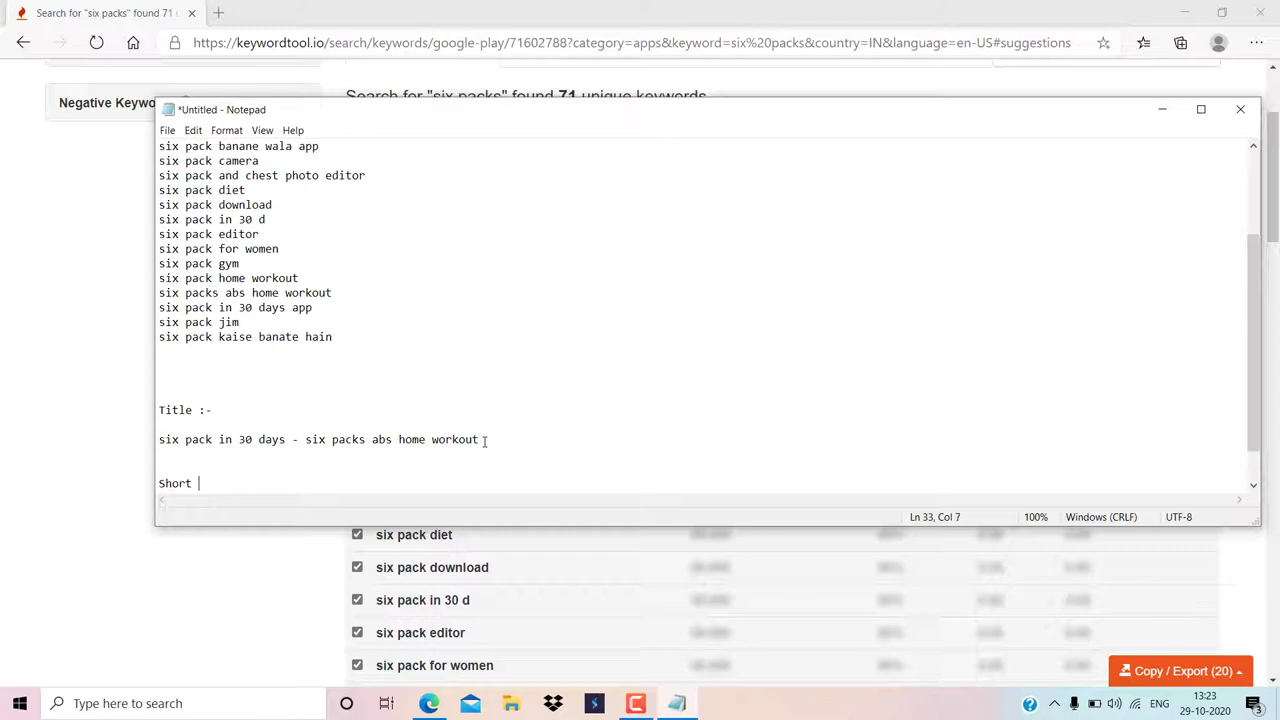 Search for "six packs" found 71
https://keywordtool.io/search/keywords/google-play/71602788?category=apps&keyword=six%20packs&country=IN&language=en-US#suggestions
Negative Keywo
Search for "six packs" found 71 unique keywords
*Untitled - Notepad
File Edit Format View Help
six pack banane wala app
six pack camera
six pack and chest photo editor
six pack diet
six pack download
six pack in 30 d
six pack editor
six pack for women
six pack gym
six pack home workout
six packs abs home workout
six pack in 30 days app
six pack jim
six pack kaise banate hain
Title :-
six pack in 30 days - six packs abs home workout
Short
Ln 33, Col 7 100% Windows (CRLF) UTF-8
six pack diet
six pack download
six pack in 30 d
six pack editor
six pack for women
Copy / Export (20)
Type here to search
ENG
13:23
29-10-2020
3